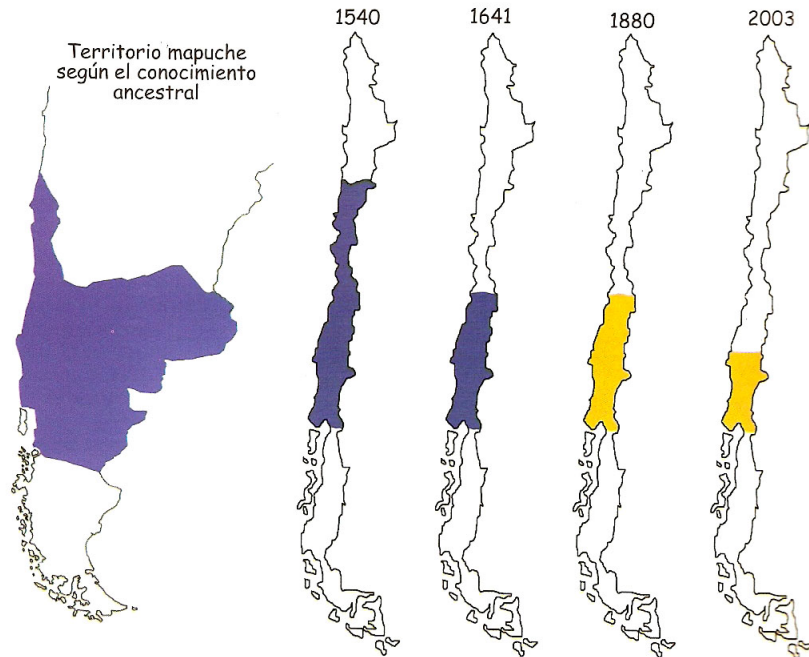 Territorio mapuche
según el conocimiento
ancestral
1540
1641
1880
2003